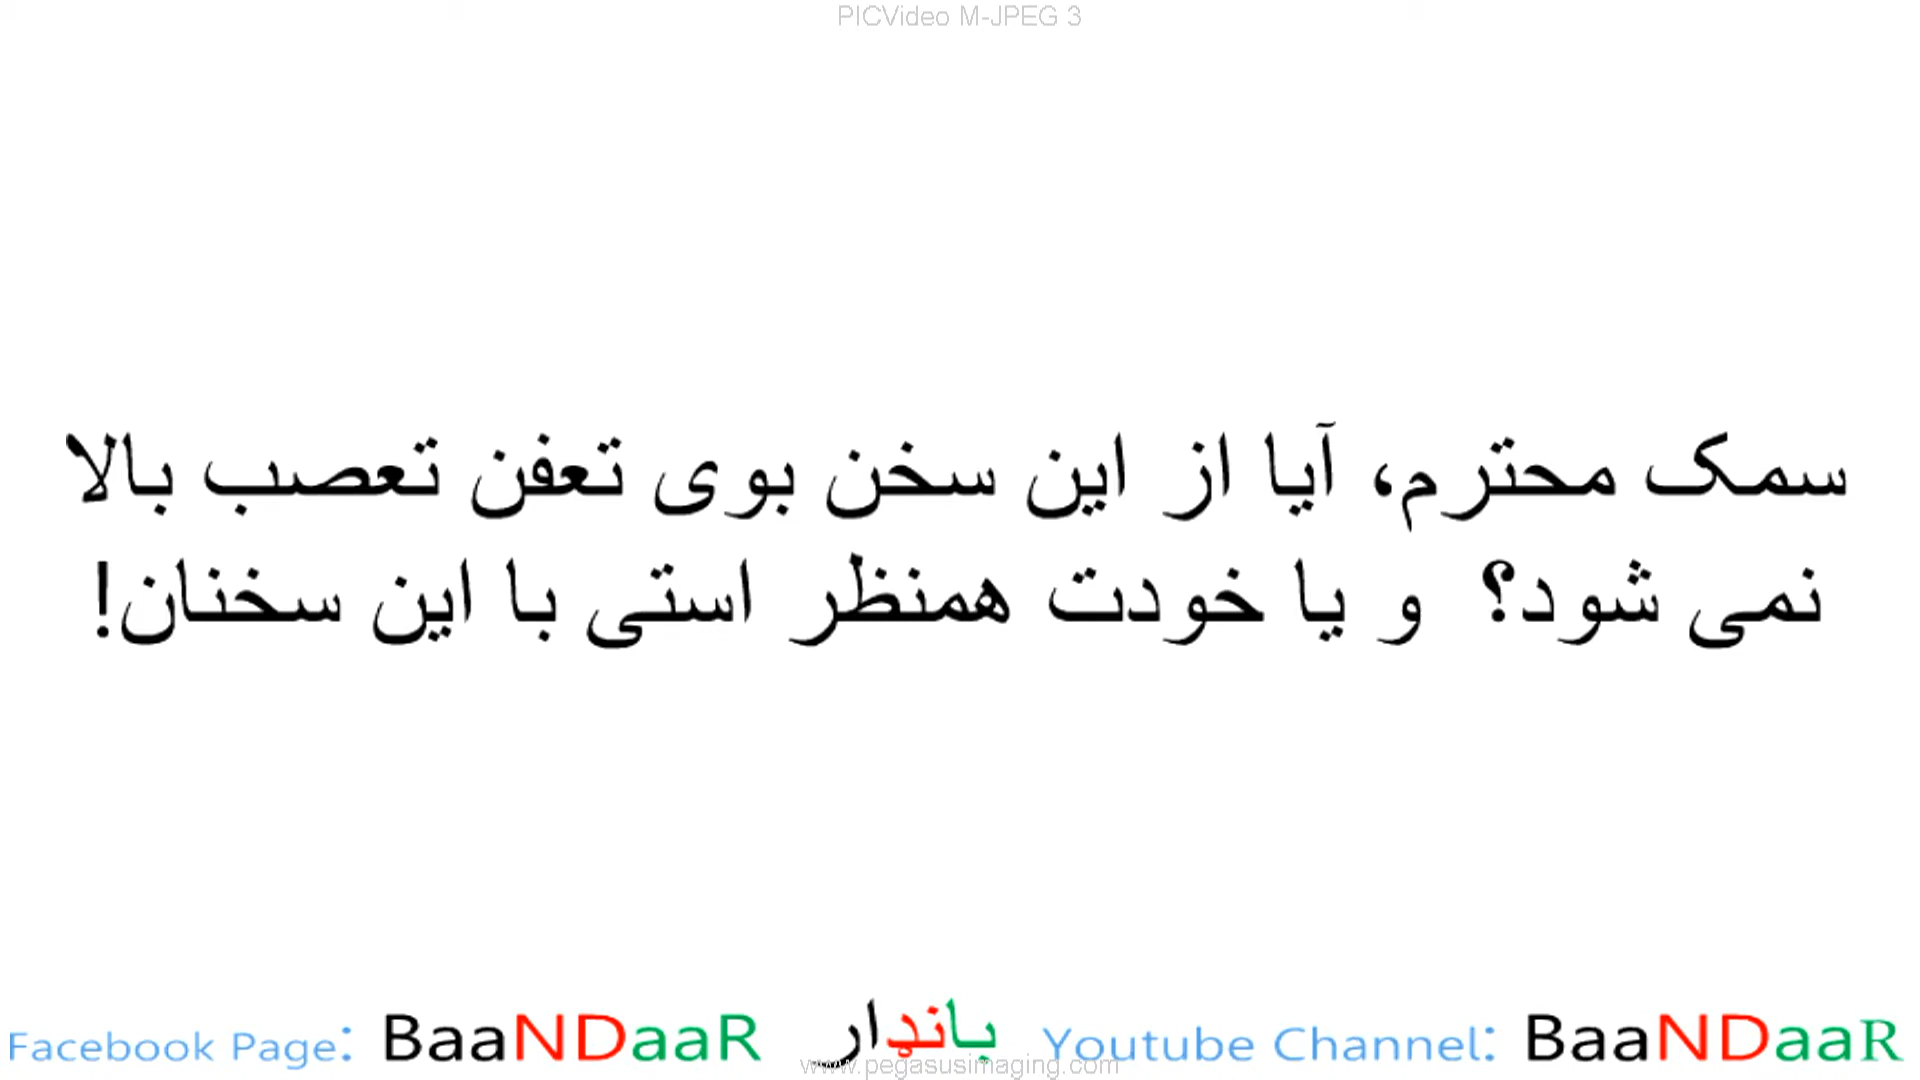 PICVideo M-JPEG 3
سمک محترم، آیا از این سخن بوی تعفن تعصب بالا
نمی شود؟ و یا خودت همنظر استی با این سخنان!
Facebook Page: BaaNDaaR باندار Youtube Channel: BaaNDaaR
www.pegasusimaging.com